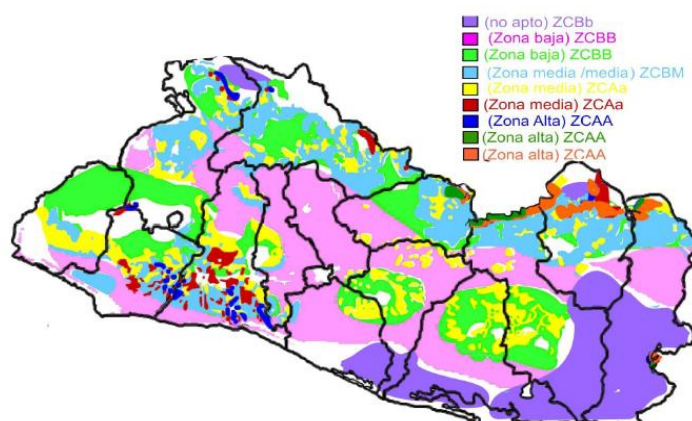 (no apto) ZCBb
(Zona baja) ZCBB
(Zona baja) ZCBB
(Zona media /media) ZCBM
(Zona media) ZCAa
(Zona media) ZCAa
(Zona Alta) ZCAA
(Zona alta) ZCAA
(Zona alta) ZCAA